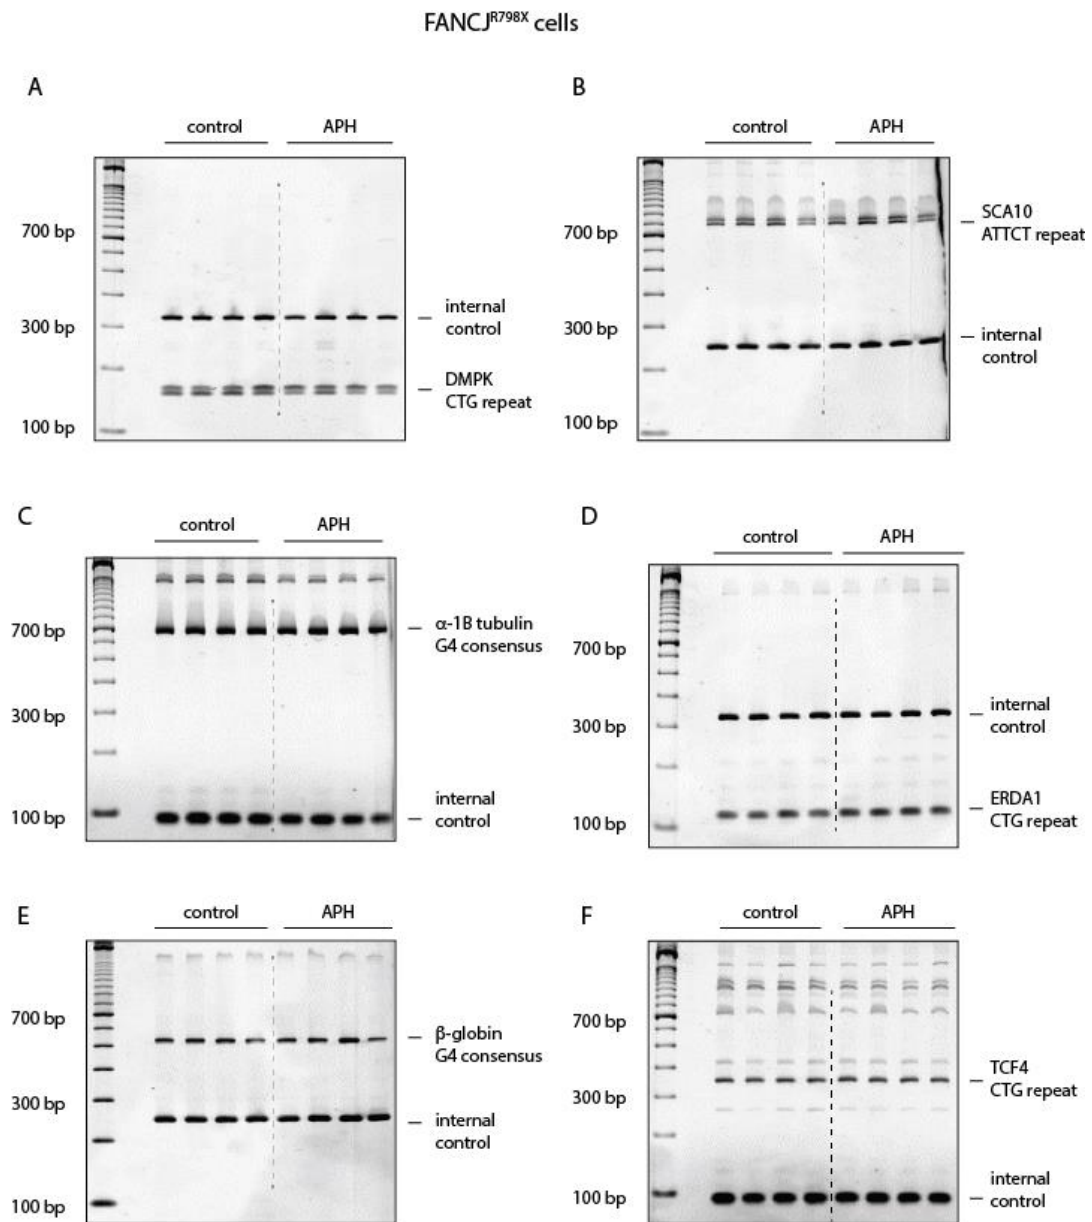 FANCJR798X cells
A
control APH
700 bp
300 bp
100 bp
internal
control
DMPK
CTG repeat
B
control APH
700 bp
300 bp
100 bp
SCA10
ATTCT repeat
internal
control
C
control APH
700 bp
300 bp
100 bp
α-1B tubulin
G4 consensus
internal
control
D
control APH
700 bp
300 bp
100 bp
internal
control
ERDA1
CTG repeat
E
control APH
700 bp
300 bp
100 bp
β-globin
G4 consensus
internal
control
F
control APH
700 bp
300 bp
100 bp
TCF4
CTG repeat
internal
control